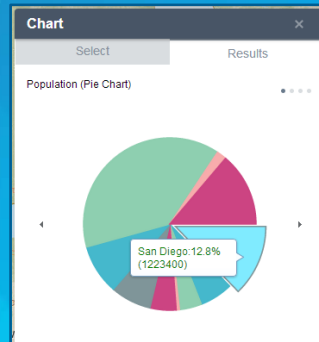 Chart ×
Select Results
Population (Pie Chart)
San Diego:12.8%
(1223400)